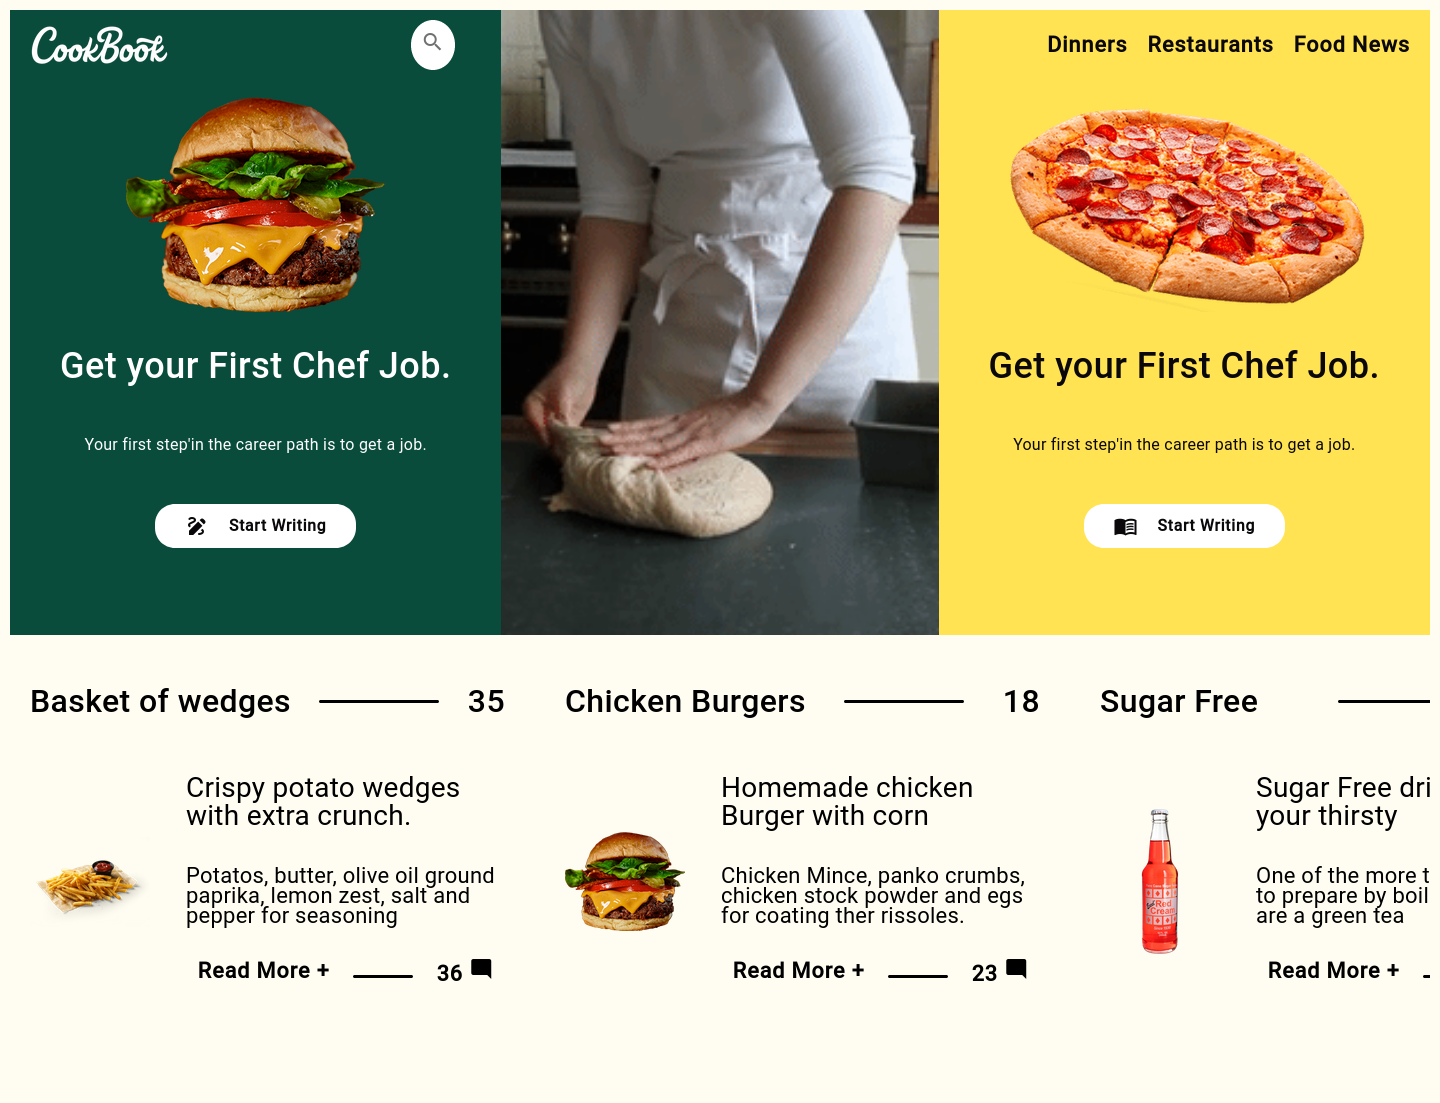 CookBook
Dinners Restaurants Food News
Get your First Chef Job.
Your first step'in the career path is to get a job.
Start Writing
Get your First Chef Job.
Your first step'in the career path is to get a job.
Start Writing
Basket of wedges 35
Crispy potato wedges
with extra crunch.
Potatos, butter, olive oil ground
paprika, lemon zest, salt and
pepper for seasoning
Read More + 36
Chicken Burgers 18
Homemade chicken
Burger with corn
Chicken Mince, panko crumbs,
chicken stock powder and egs
for coating ther rissoles.
Read More + 23
Sugar Free
Sugar Free dri
your thirsty
Red
Cream
One of the more t
to prepare by boil
are a green tea
Read More +